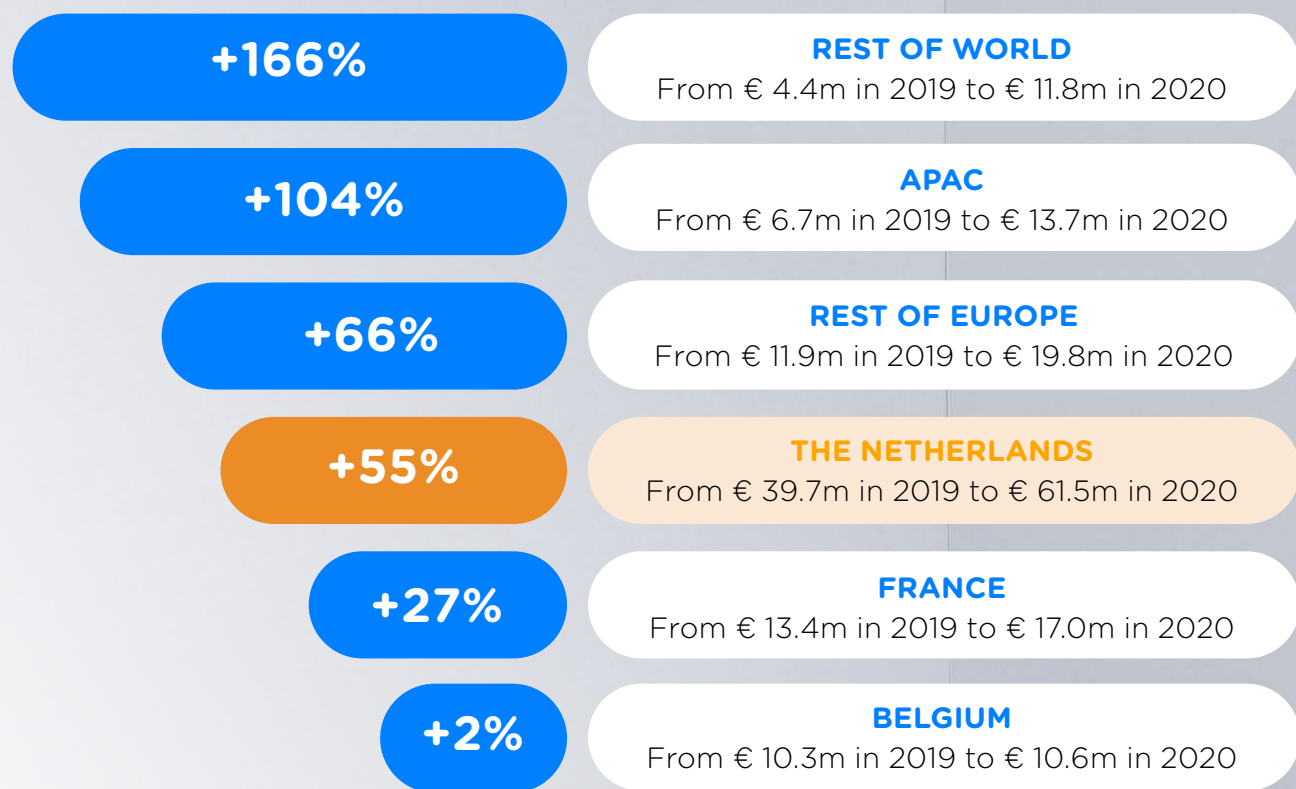 +166%
REST OF WORLD
From € 4.4m in 2019 to € 11.8m in 2020
+104%
APAC
From € 6.7m in 2019 to € 13.7m in 2020
+66%
REST OF EUROPE
From € 11.9m in 2019 to € 19.8m in 2020
+55%
THE NETHERLANDS
From € 39.7m in 2019 to € 61.5m in 2020
+27%
FRANCE
From € 13.4m in 2019 to € 17.0m in 2020
+2%
BELGIUM
From € 10.3m in 2019 to € 10.6m in 2020